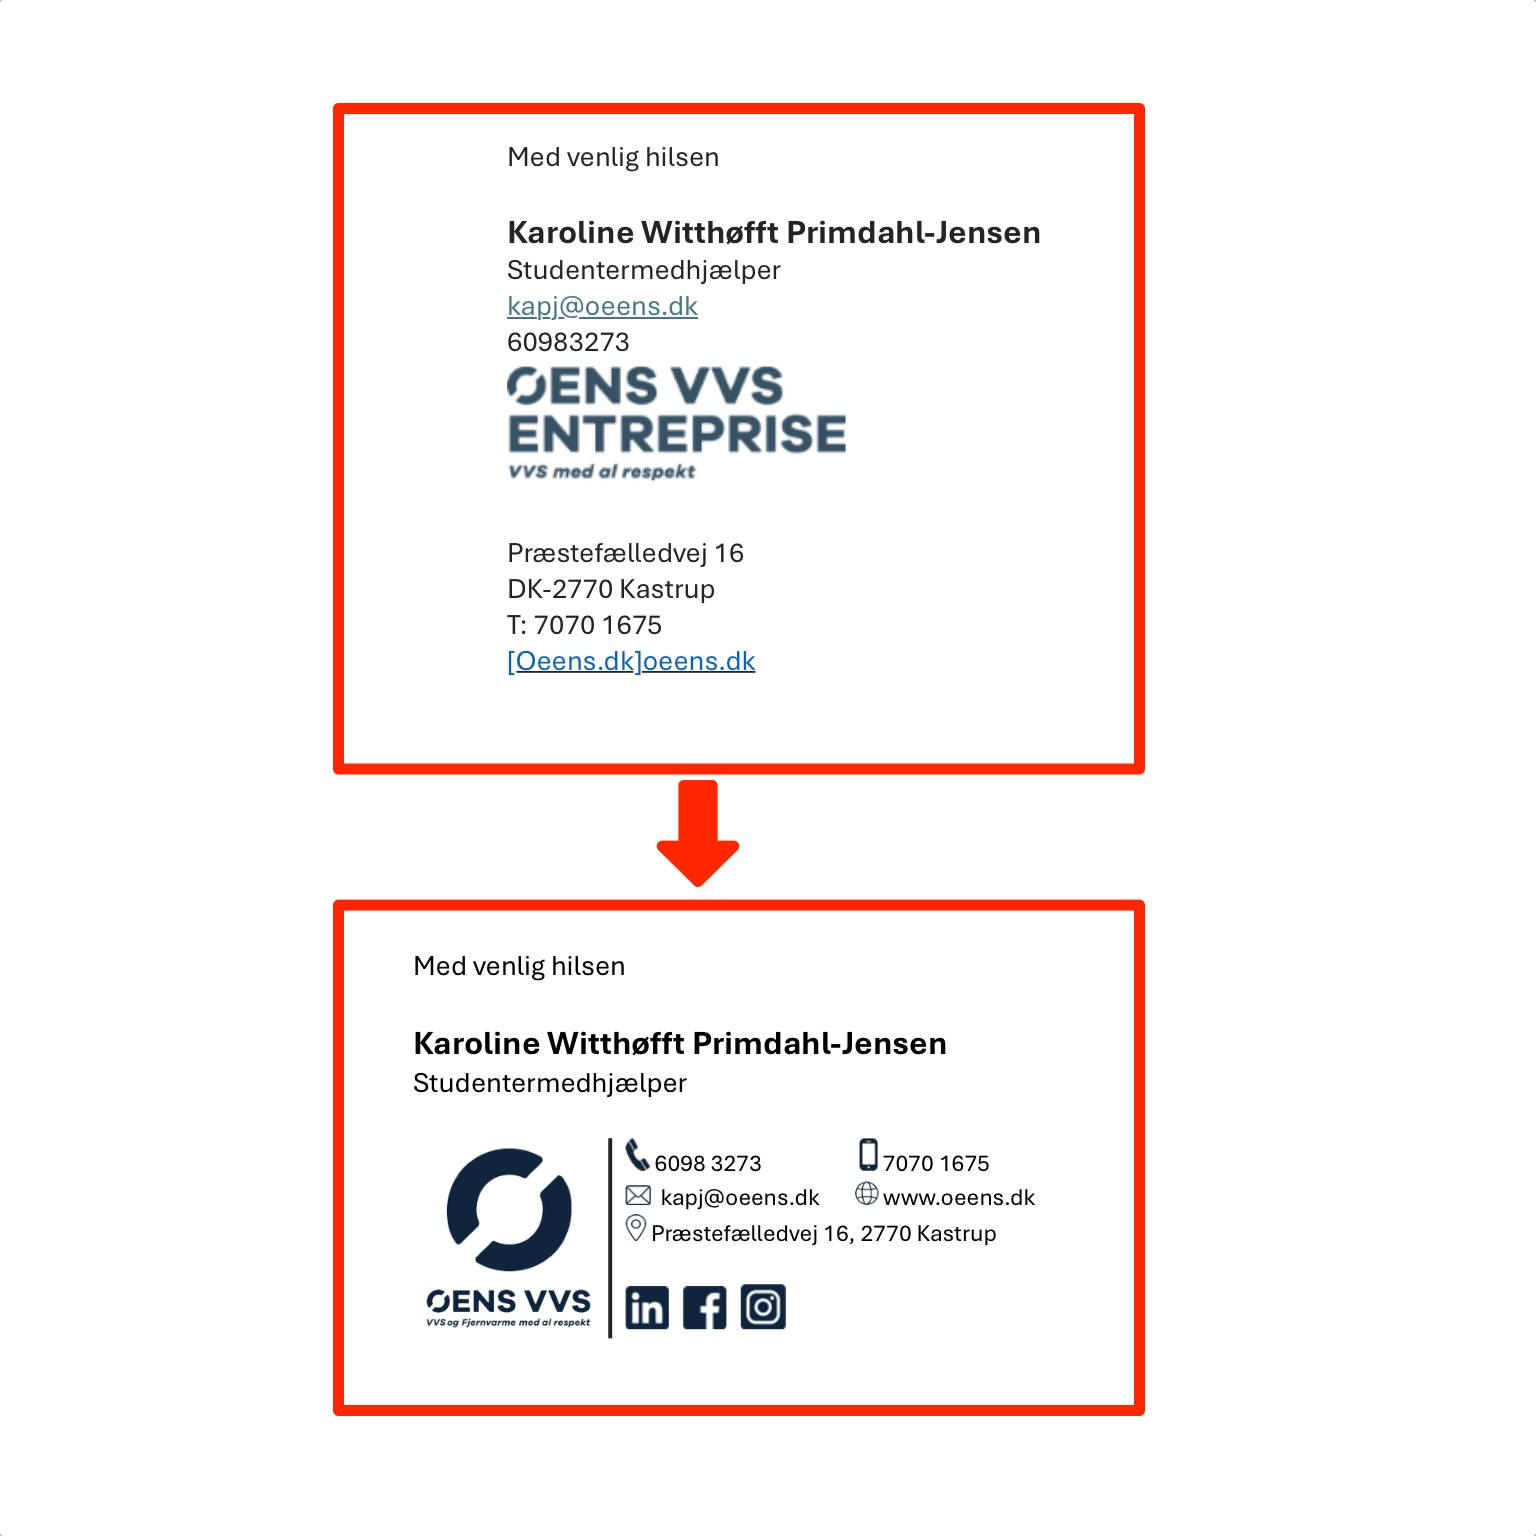 Med venlig hilsen
Karoline Witthøfft Primdahl-Jensen
Studentermedhjælper
kapj@oeens.dk
60983273
OENS VVS
ENTREPRISE
VVS med al respekt
Præstefælledvej 16
DK-2770 Kastrup
T: 7070 1675
[Oeens.dk]oeens.dk
Med venlig hilsen
Karoline Witthøfft Primdahl-Jensen
Studentermedhjælper
6098 3273 7070 1675
kapj@oeens.dk www.oeens.dk
Præstefælledvej 16, 2770 Kastrup
OENS VVS
VVS og Fjernvarme med al respekt
in f